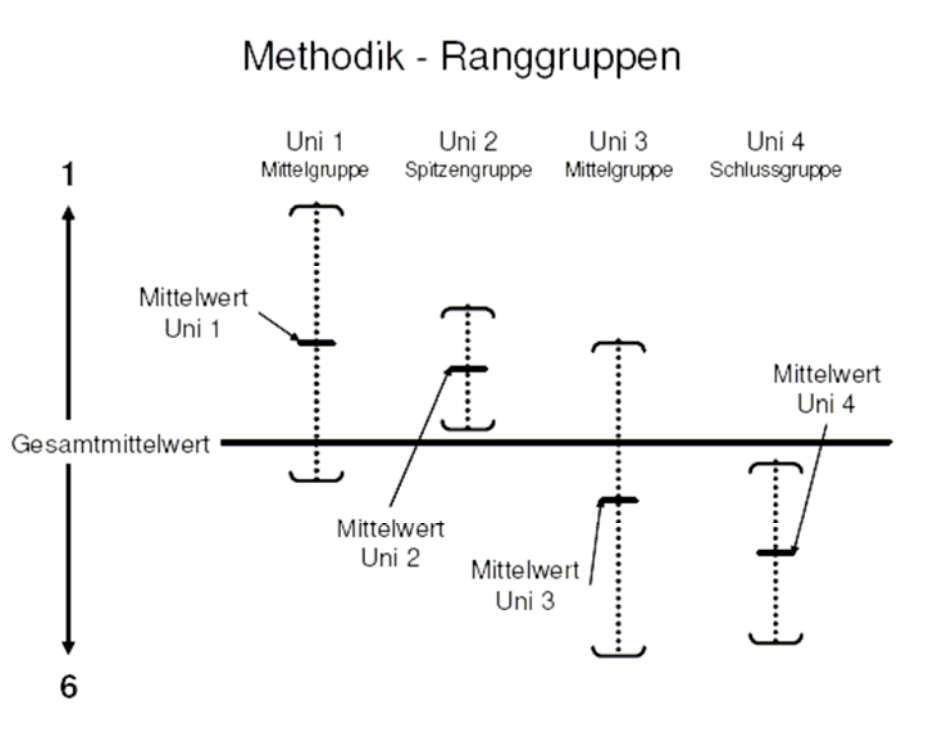 Methodik - Ranggruppen
Uni 1
Mittelgruppe
Uni 2
Spitzengruppe
Uni 3
Mittelgruppe
Uni 4
Schlussgruppe
1
Mittelwert
Uni 1
Mittelwert
Uni 4
Gesamtmittelwert
Mittelwert
Uni 2
Mittelwert
Uni 3
6